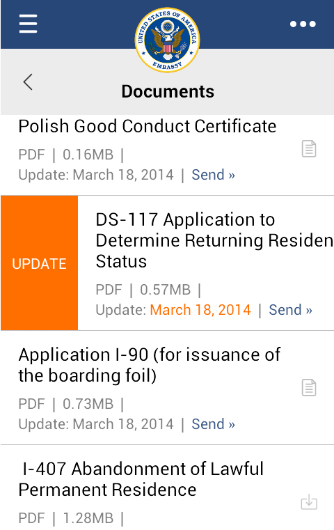 UNITED STATES OF AMERICA
EMBASSY
Documents
Polish Good Conduct Certificate
PDF | 0.16MB |
Update: March 18, 2014 | Send »
UPDATE
DS-117 Application to
Determine Returning Residen
Status
PDF | 0.57MB |
Update: March 18, 2014 | Send »
Application I-90 (for issuance of
the boarding foil)
PDF | 0.73MB |
Update: March 18, 2014 | Send »
I-407 Abandonment of Lawful
Permanent Residence
PDF | 1.28MB |